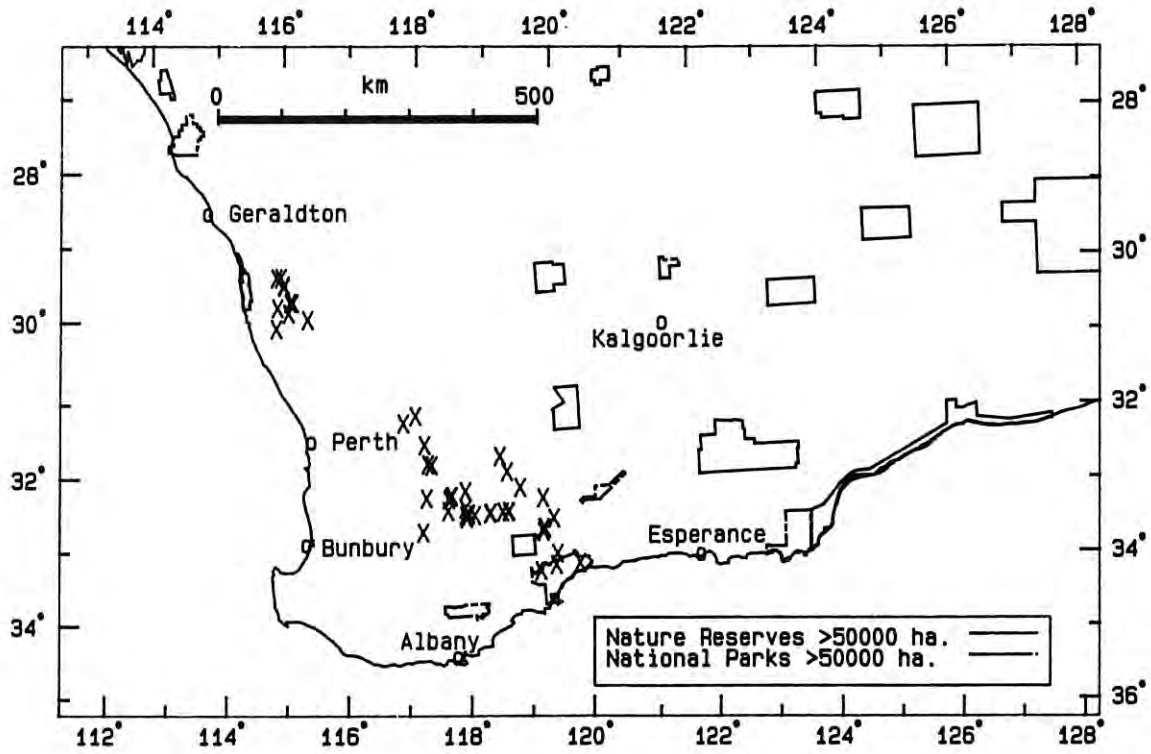 114° 116° 118° 120° 122° 124° 126° 128°
km
0 500
28°
28°
Geraldton
30°
30°
Kalgoorlie
32°
Perth
32°
Esperance
Bunbury
34°
Nature Reserves >50000 ha.
34°
Albany
National Parks >50000 ha.
36°
112° 114° 116° 118° 120° 122° 124° 126° 128°